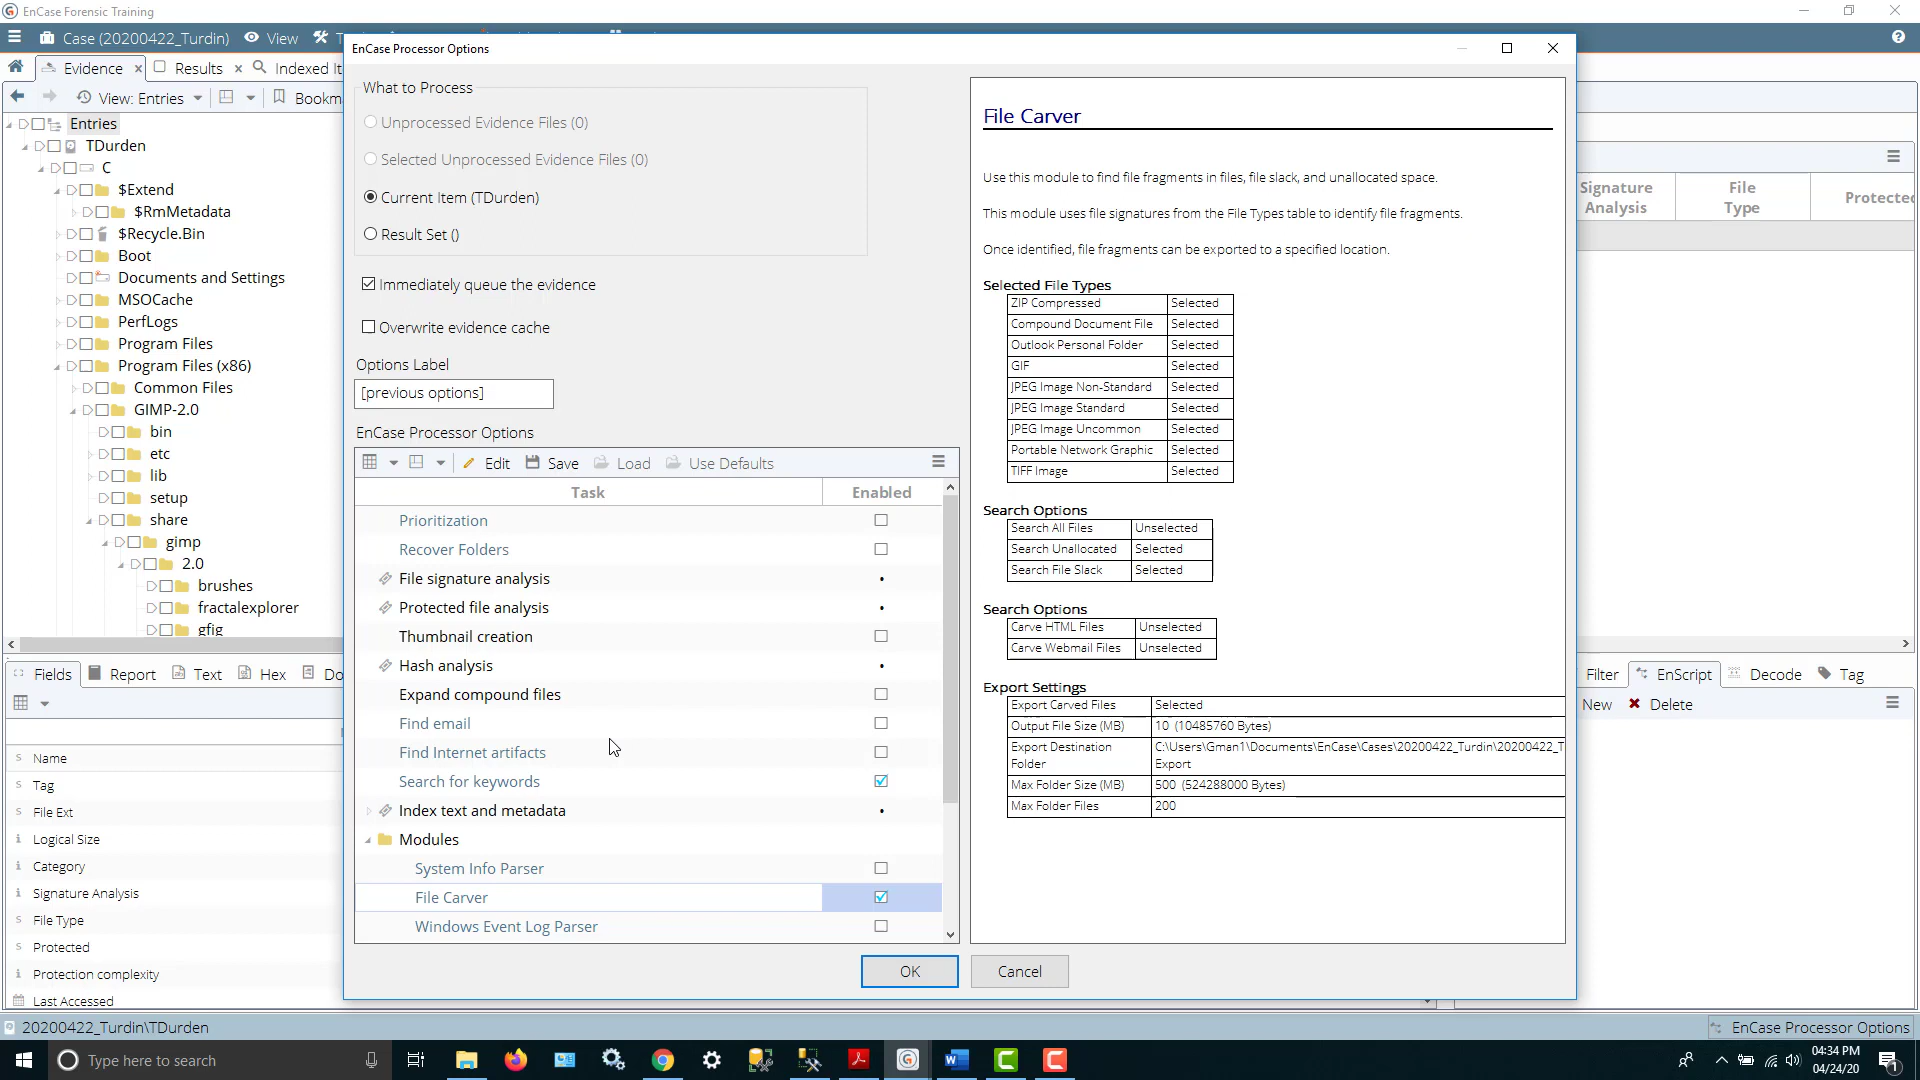 EnCase Forensic Training
Case (20200422_Turdin) View T
Evidence × Results × Indexed It
View: Entries Bookm
Entries
TDurden
C
$Extend
$RmMetadata
$Recycle.Bin
Boot
Documents and Settings
MSOCache
PerfLogs
Program Files
Program Files (x86)
Common Files
GIMP-2.0
bin
etc
lib
setup
share
gimp
2.0
brushes
fractalexplorer
gfig
Fields Report Text Hex Do
Name
Tag
File Ext
Logical Size
Category
Signature Analysis
File Type
Protected
Protection complexity
Last Accessed
EnCase Processor Options
What to Process
Unprocessed Evidence Files (0)
Selected Unprocessed Evidence Files (0)
Current Item (TDurden)
Result Set ()
Immediately queue the evidence
Overwrite evidence cache
Options Label
[previous options]
EnCase Processor Options
Edit Save Load Use Defaults
Task Enabled
Prioritization
Recover Folders
File signature analysis
Protected file analysis
Thumbnail creation
Hash analysis
Expand compound files
Find email
Find Internet artifacts
Search for keywords
Index text and metadata
Modules
System Info Parser
File Carver
Windows Event Log Parser
OK Cancel
File Carver
Use this module to find file fragments in files, file slack, and unallocated space.
This module uses file signatures from the File Types table to identify file fragments.
Once identified, file fragments can be exported to a specified location.
Selected File Types
ZIP Compressed Selected
Compound Document File Selected
Outlook Personal Folder Selected
GIF Selected
JPEG Image Non-Standard Selected
JPEG Image Standard Selected
JPEG Image Uncommon Selected
Portable Network Graphic Selected
TIFF Image Selected
Search Options
Search All Files Unselected
Search Unallocated Selected
Search File Slack Selected
Search Options
Carve HTML Files Unselected
Carve Webmail Files Unselected
Export Settings
Export Carved Files Selected
Output File Size (MB) 10 (10485760 Bytes)
Export Destination Folder C:\Users\Gman1\Documents\EnCase\Cases\20200422_Turdin\20200422_T
Export
Max Folder Size (MB) 500 (524288000 Bytes)
Max Folder Files 200
Signature Analysis File Type Protected
Filter EnScript Decode Tag
New Delete
20200422_Turdin\TDurden
EnCase Processor Options
Type here to search
04:34 PM
04/24/20
1